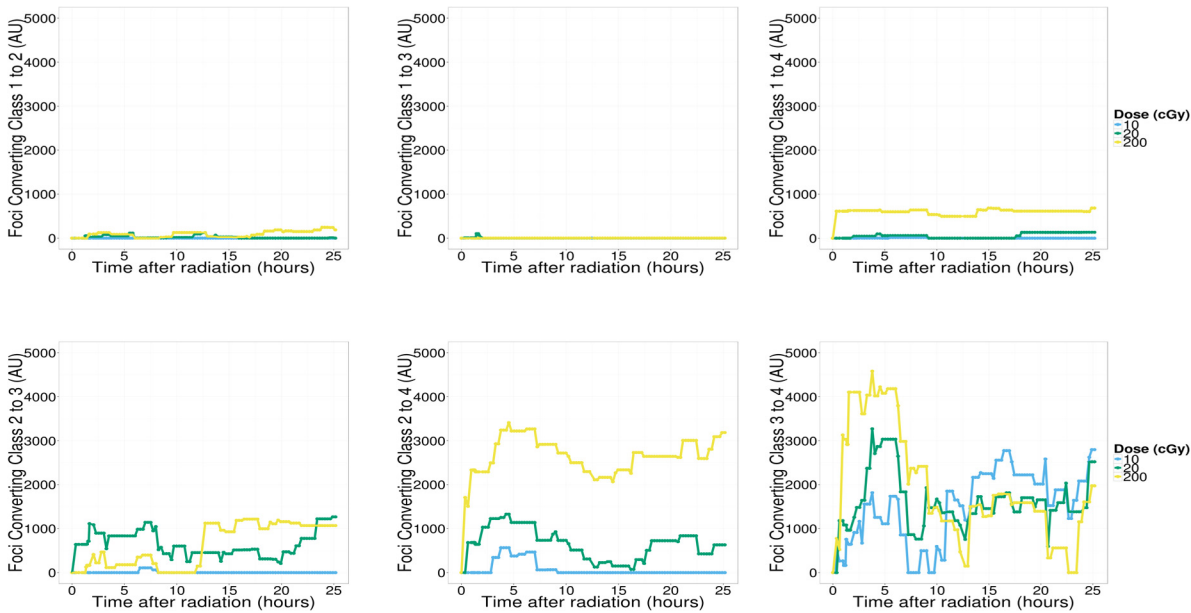 Foci Converting Class 1 to 2 (AU)
5000
4000
3000
2000
1000
0
0 5 10 15 20 25
Time after radiation (hours)
Foci Converting Class 1 to 3 (AU)
5000
4000
3000
2000
1000
0
0 5 10 15 20 25
Time after radiation (hours)
Foci Converting Class 1 to 4 (AU)
5000
4000
3000
2000
1000
0
0 5 10 15 20 25
Time after radiation (hours)
Dose (cGy)
10
20
200
Foci Converting Class 2 to 3 (AU)
5000
4000
3000
2000
1000
0
0 5 10 15 20 25
Time after radiation (hours)
Foci Converting Class 2 to 4 (AU)
5000
4000
3000
2000
1000
0
0 5 10 15 20 25
Time after radiation (hours)
Foci Converting Class 3 to 4 (AU)
5000
4000
3000
2000
1000
0
0 5 10 15 20 25
Time after radiation (hours)
Dose (cGy)
10
20
200